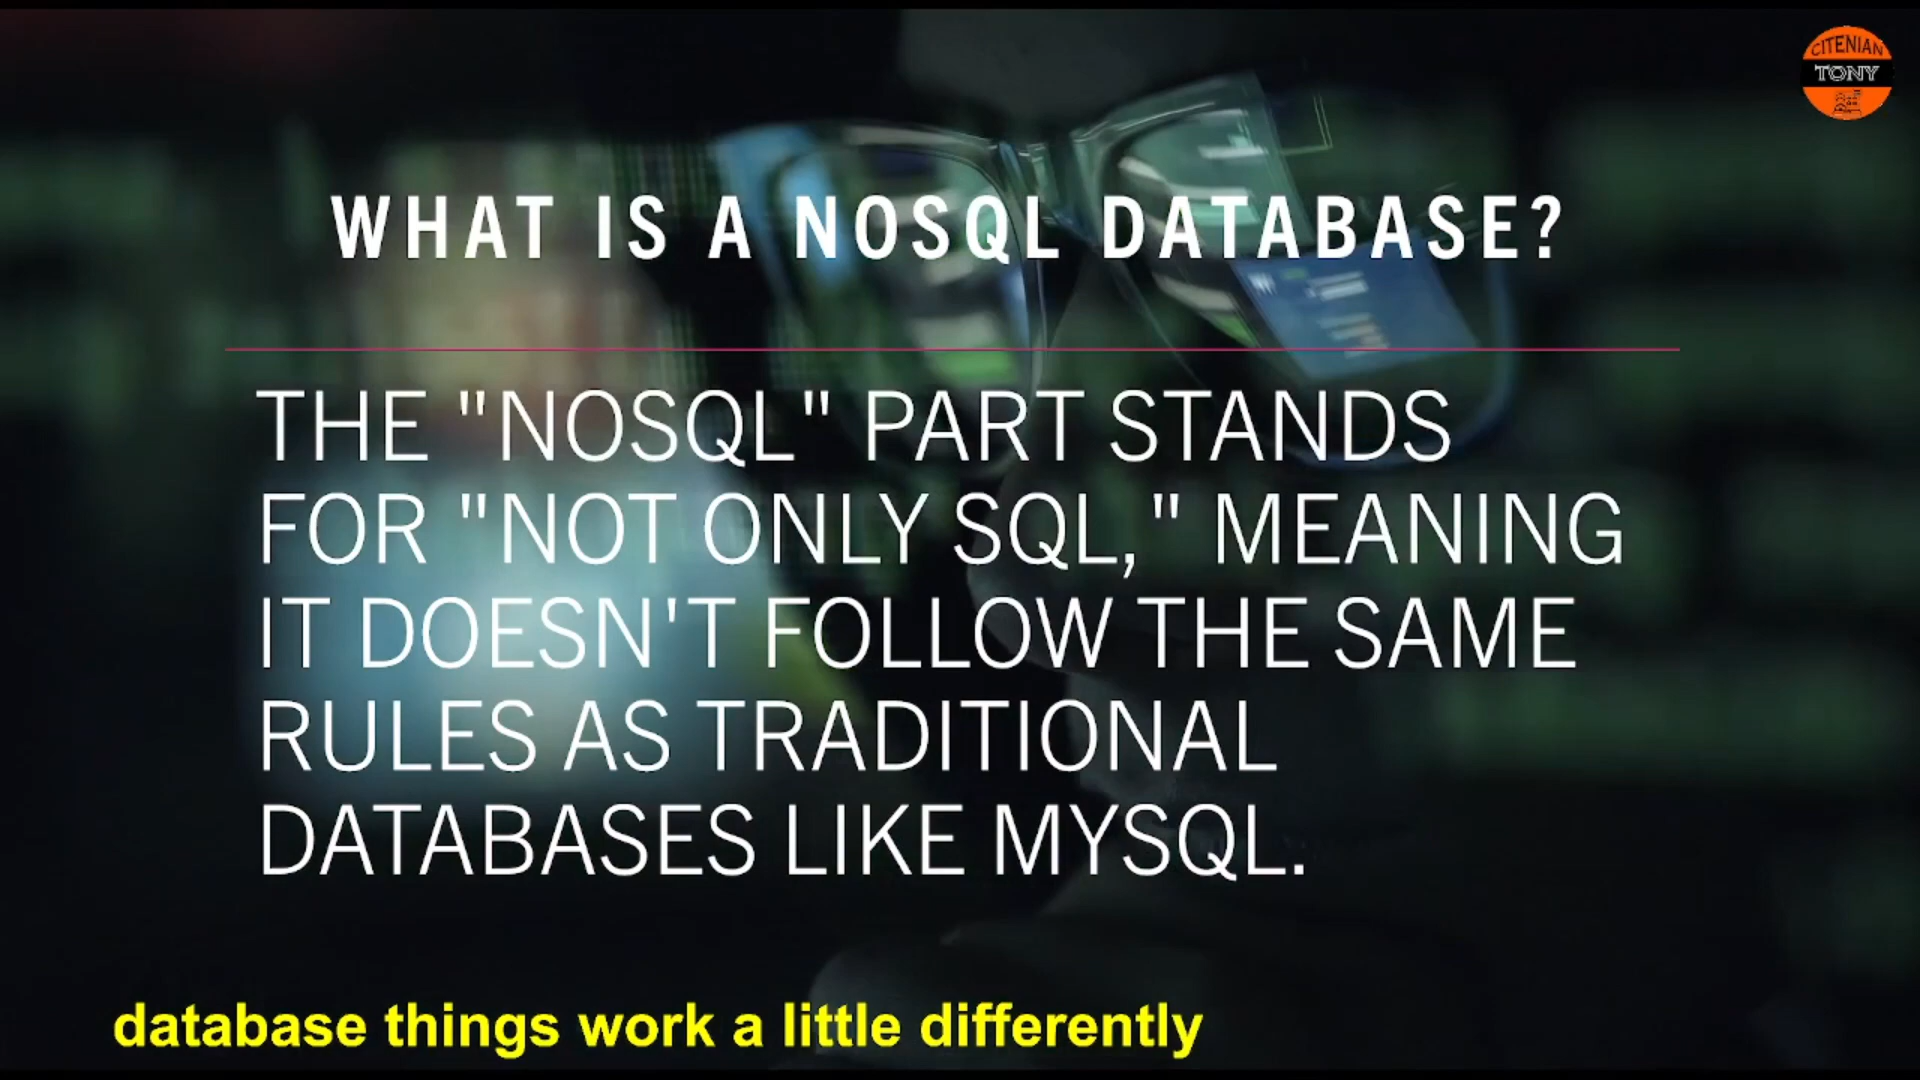 CITENIAN
TONY
WHAT IS A NOSQL DATABASE?
THE "NOSQL" PART STANDS
FOR "NOT ONLY SQL," MEANING
IT DOESN'T FOLLOW THE SAME
RULES AS TRADITIONAL
DATABASES LIKE MYSQL.
database things work a little differently